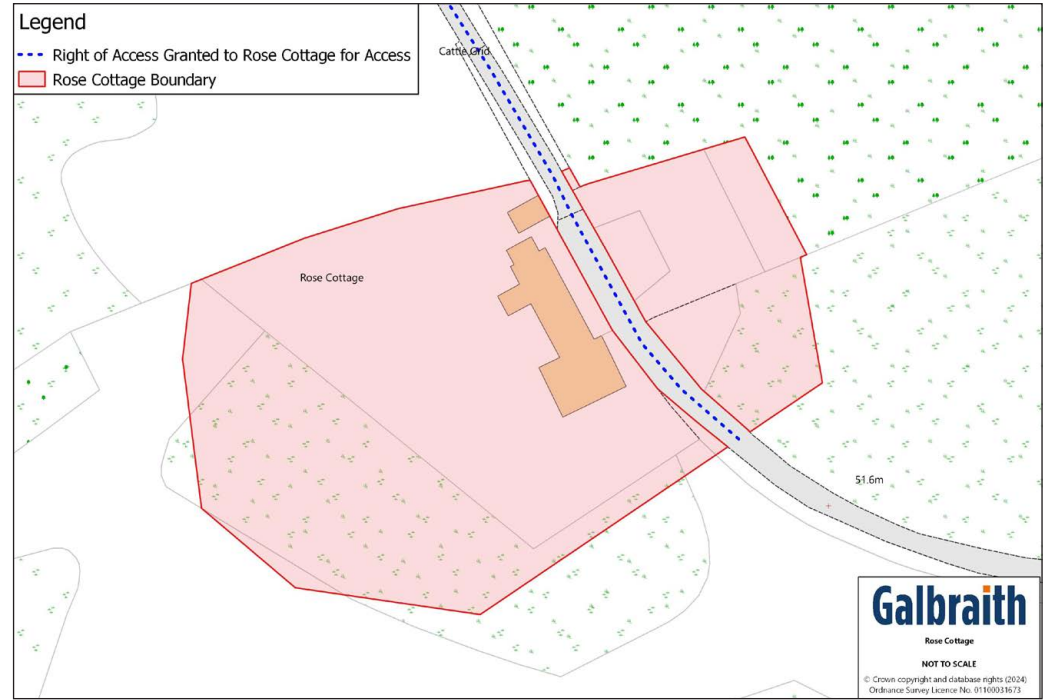 Legend
Right of Access Granted to Rose Cottage for Access
Rose Cottage Boundary
Cattle Grid
Rose Cottage
51.6m
Galbraith
Rose Cottage
NOT TO SCALE
© Crown copyright and database rights (2024)
Ordnance Survey Licence No. 01100031673